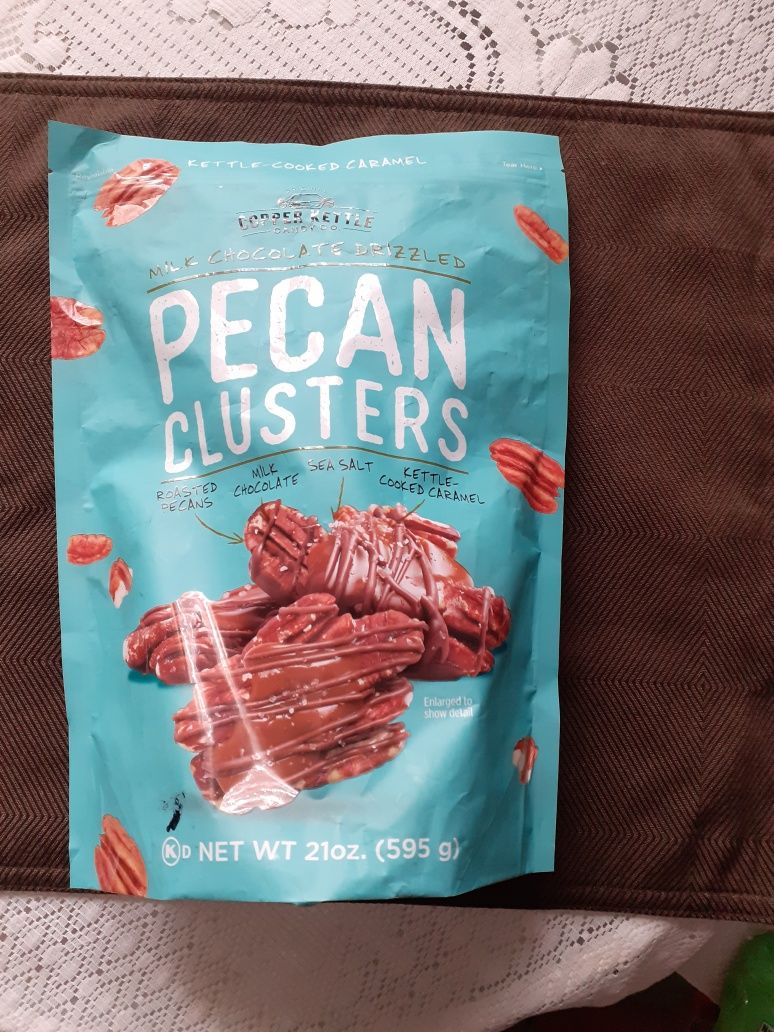 KETTLE-COOKED CARAMEL
Tear Here
COPPER KETTLE
CANDY CO.
MILK CHOCOLATE DRIZZLED
PECAN
CLUSTERS
ROASTED
PECANS
MILK
CHOCOLATE
SEA SALT
KETTLE-
COOKED CARAMEL
Enlarged to
show detail
K D NET WT 21oz. (595 g)